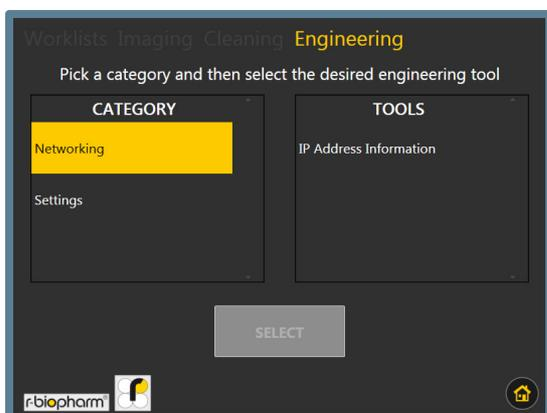 Worklists Imaging Cleaning Engineering
Pick a category and then select the desired engineering tool
CATEGORY
Networking
Settings
TOOLS
IP Address Information
SELECT
r-biopharm®